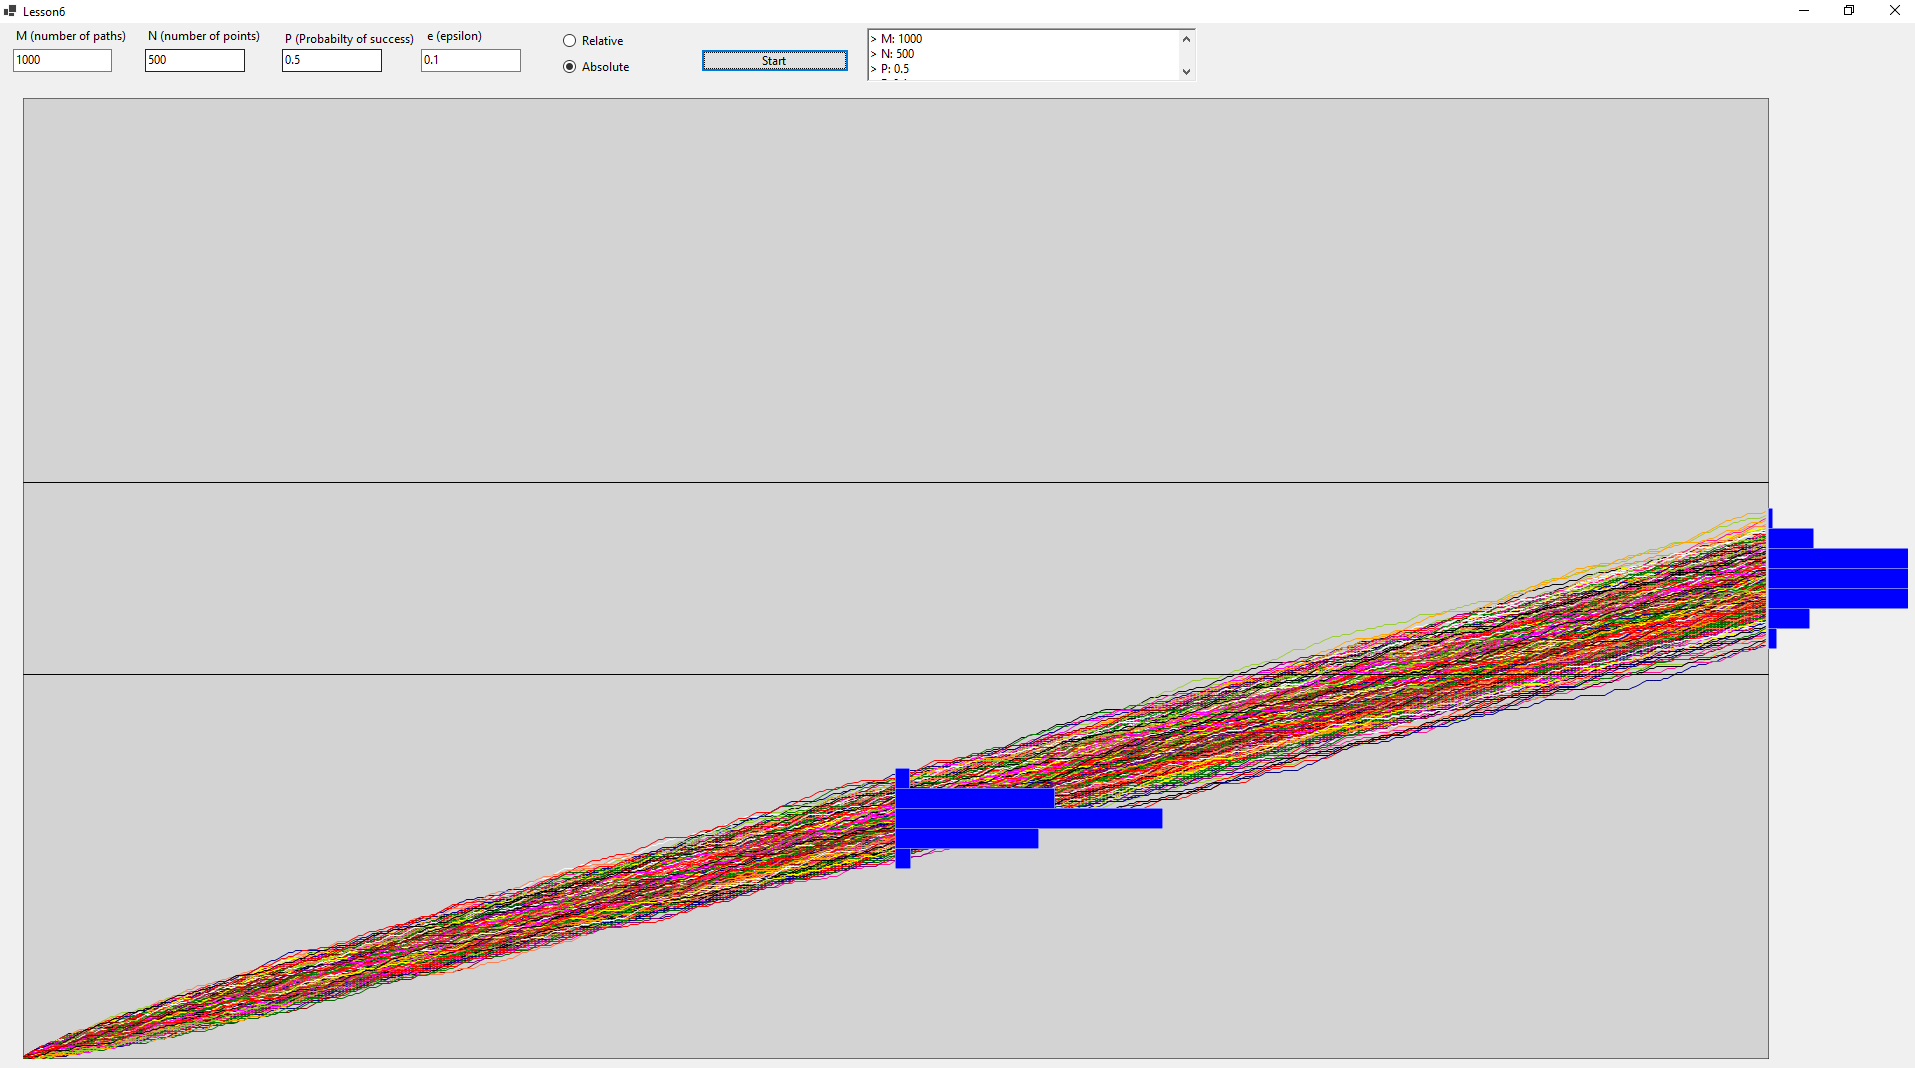 Lesson6
M (number of paths) N (number of points) P (Probabilty of success) e (epsilon)
1000 500 0.5 0.1
Relative
Absolute
Start
> M: 1000
> N: 500
> P: 0.5